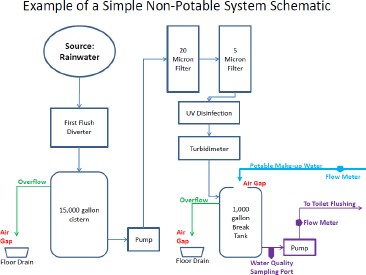 Example of a Simple Non-Potable System Schematic
Source:
Rainwater
20
Micron
Filter
5
Micron
Filter
First Flush
Diverter
UV Disinfection
Turbidimeter
Potable Make-up Water
Flow Meter
Air Gap
Overflow
15,000 gallon
cistern
Air
Gap
Floor Drain
Pump
Overflow
1,000
gallon
Break
Tank
Air
Gap
Floor Drain
To Toilet Flushing
Flow Meter
Pump
Water Quality
Sampling Port